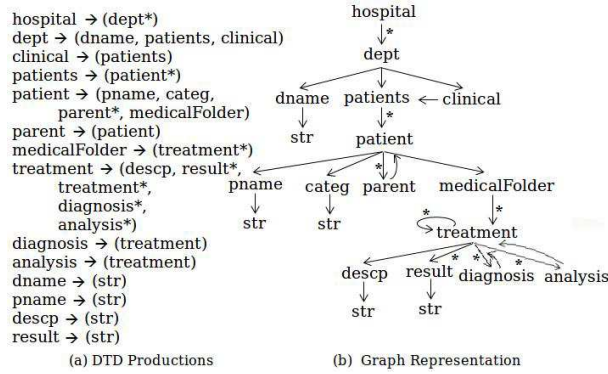 hospital → (dept*)
dept → (dname, patients, clinical)
clinical → (patients)
patients → (patient*)
patient → (pname, categ,
parent*, medicalFolder)
parent → (patient)
medicalFolder → (treatment*)
treatment → (descp, result*,
treatment*,
diagnosis*,
analysis*)
diagnosis → (treatment)
analysis → (treatment)
dname → (str)
pname → (str)
descp → (str)
result → (str)
(a) DTD Productions
hospital
*
dept
dname patients clinical
*
str
patient
*
pname categ parent medicalFolder
*
str str
*
treatment
* * *
descp result diagnosis analysis
str str
(b) Graph Representation